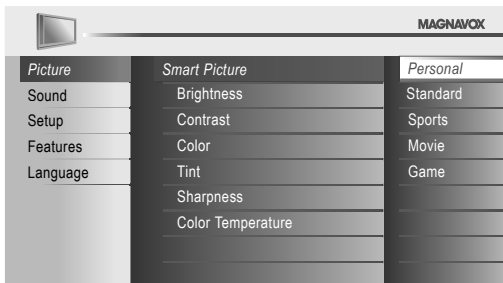 MAGNAVOX
Picture
Sound
Setup
Features
Language
Smart Picture
Brightness
Contrast
Color
Tint
Sharpness
Color Temperature
Personal
Standard
Sports
Movie
Game